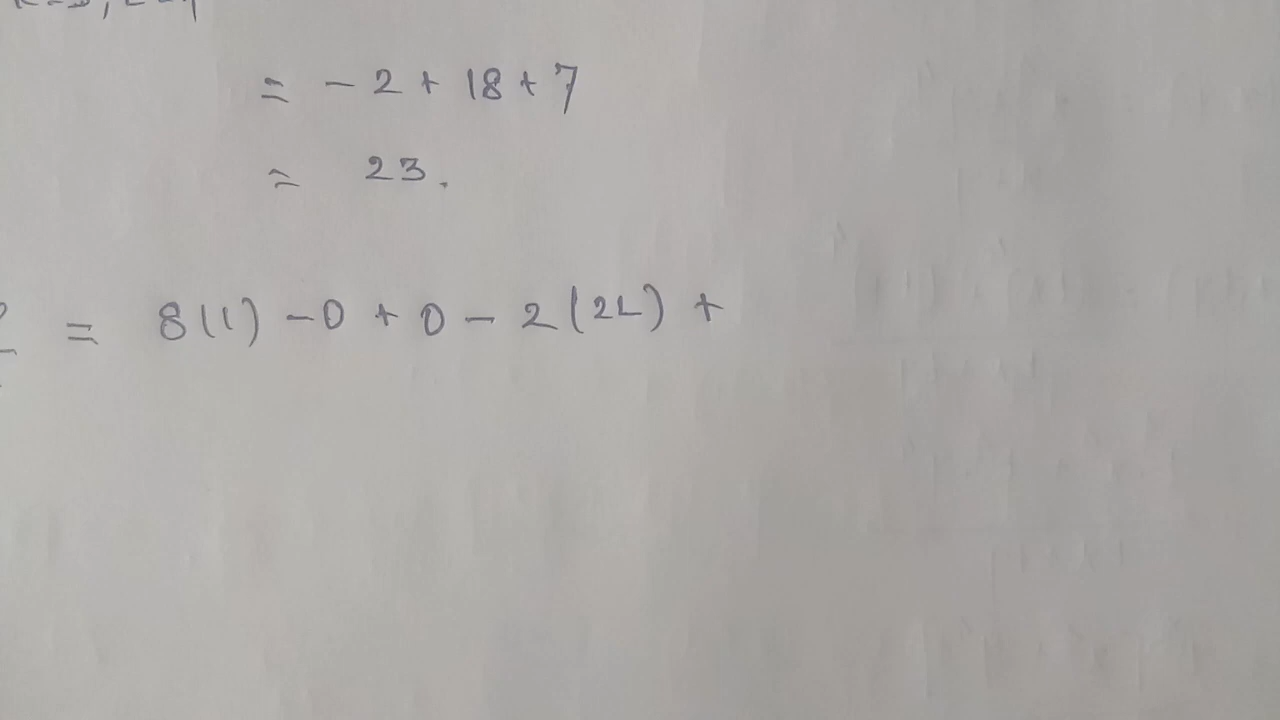 = - 2 + 18 + 7
= 23.
= 8(1) - 0 + 0 - 2(2L) +